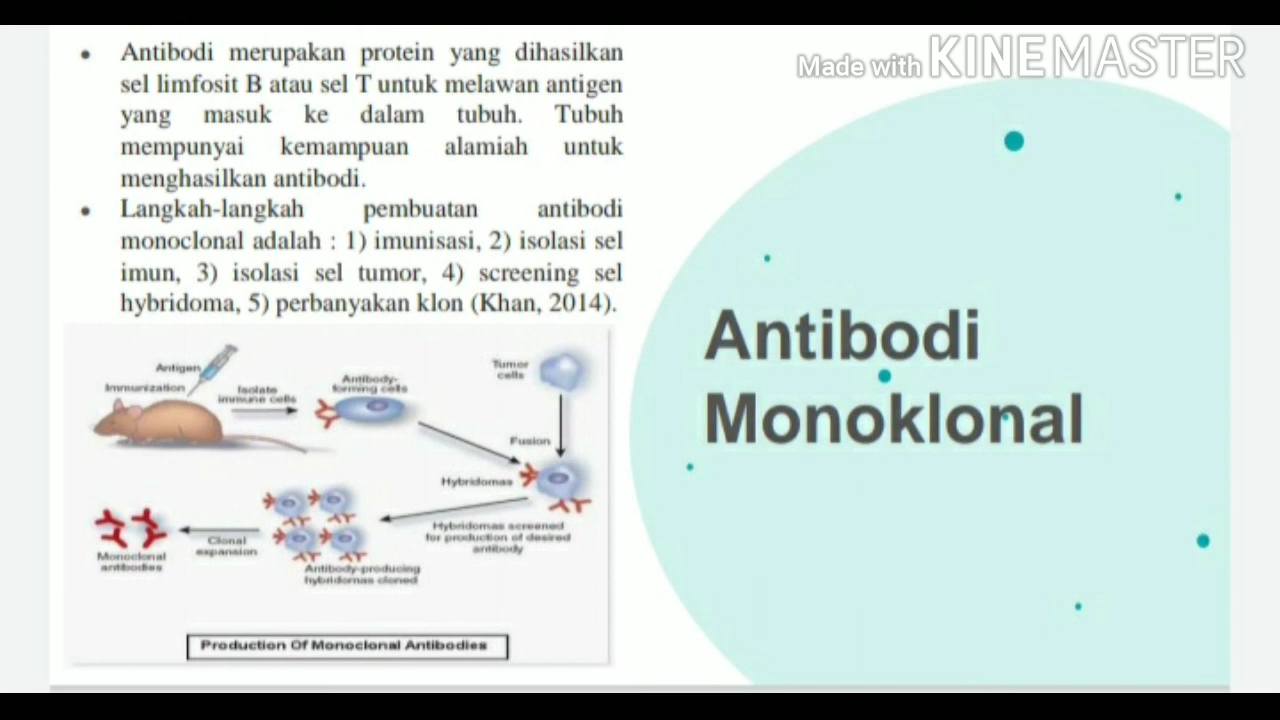 Made with KINEMASTER
• Antibodi merupakan protein yang dihasilkan
sel limfosit B atau sel T untuk melawan antigen
yang masuk ke dalam tubuh. Tubuh
mempunyai kemampuan alamiah untuk
menghasilkan antibodi.
• Langkah-langkah pembuatan antibodi
monoclonal adalah : 1) imunisasi, 2) isolasi sel
imun, 3) isolasi sel tumor, 4) screening sel
hybridoma, 5) perbanyakan klon (Khan, 2014).
Antigen
Immunization
Isolate
immune cells
Antibody-
forming cells
Tumor
cells
Fusion
Hybridomas
Hybridomas screened
for production of desired
antibody
Antibody-producing
hybridomas cloned
Clonal
expansion
Monoclonal
antibodies
Production Of Monoclonal Antibodies
Antibodi
Monoklonal